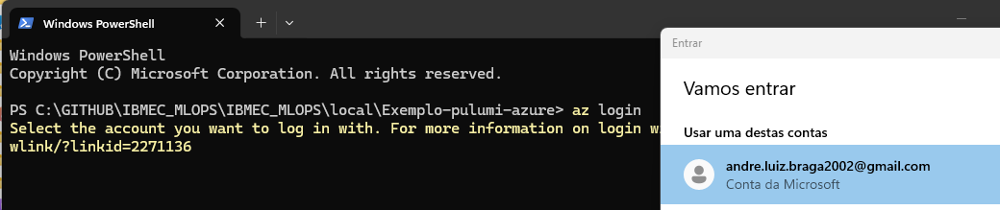 Windows PowerShell
Windows PowerShell
Copyright (C) Microsoft Corporation. All rights reserved.
PS C:\GITHUB\IBMEC_MLOPS\IBMEC_MLOPS\local\Exemplo-pulumi-azure> az login
Select the account you want to log in with. For more information on login w
wlink/?linkid=2271136
Entrar
Vamos entrar
Usar uma destas contas
andre.luiz.braga2002@gmail.com
Conta da Microsoft